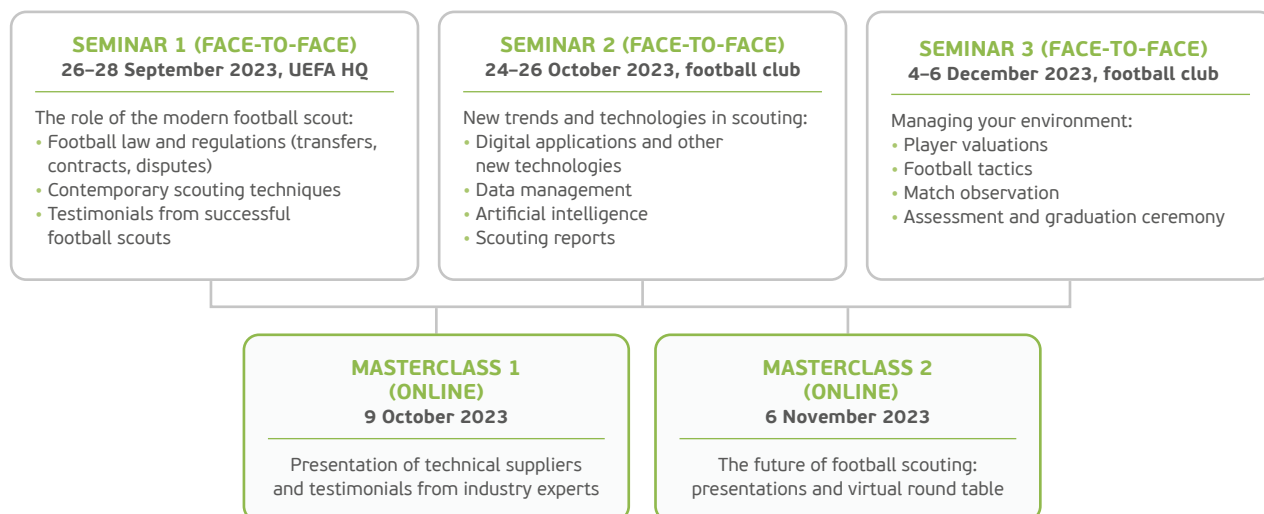 SEMINAR 1 (FACE-TO-FACE)
26–28 September 2023, UEFA HQ
The role of the modern football scout:
• Football law and regulations (transfers,
contracts, disputes)
• Contemporary scouting techniques
• Testimonials from successful
football scouts
SEMINAR 2 (FACE-TO-FACE)
24–26 October 2023, football club
New trends and technologies in scouting:
• Digital applications and other
new technologies
• Data management
• Artificial intelligence
• Scouting reports
SEMINAR 3 (FACE-TO-FACE)
4–6 December 2023, football club
Managing your environment:
• Player valuations
• Football tactics
• Match observation
• Assessment and graduation ceremony
MASTERCLASS 1
(ONLINE)
9 October 2023
Presentation of technical suppliers
and testimonials from industry experts
MASTERCLASS 2
(ONLINE)
6 November 2023
The future of football scouting:
presentations and virtual round table